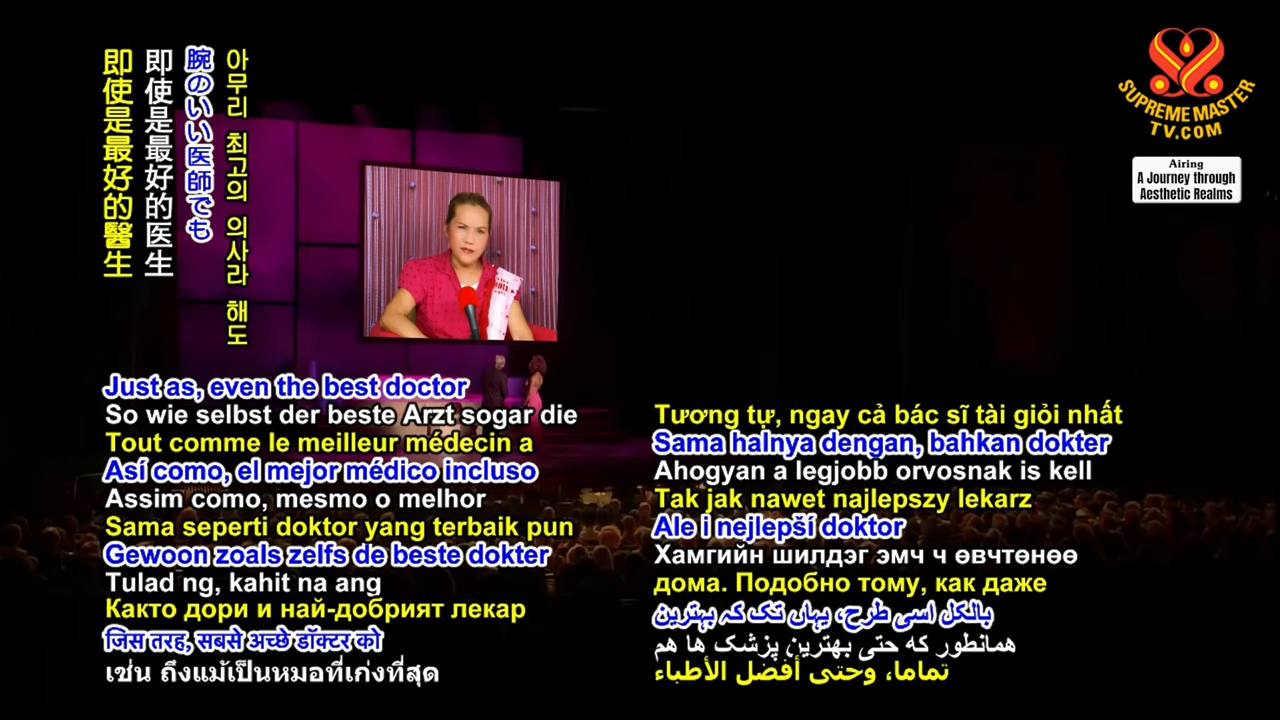 即使是最好的醫生
即使是最好的医生
腕のいい医師でも
아무리 최고의 의사라 해도
SUPREME MASTER
TV.COM
Airing
A Journey through
Aesthetic Realms
Just as, even the best doctor
So wie selbst der beste Arzt sogar die
Tout comme le meilleur médecin a
Así como, el mejor médico incluso
Assim como, mesmo o melhor
Sama seperti doktor yang terbaik pun
Gewoon zoals zelfs de beste dokter
Tulad ng, kahit na ang
Както дори и най-добрият лекар
जिस तरह, सबसे अच्छे डॉक्टर को
เช่น ถึงแม้เป็นหมอที่เก่งที่สุด
Tương tự, ngay cả bác sĩ tài giỏi nhất
Sama halnya dengan, bahkan dokter
Ahogyan a legjobb orvosnak is kell
Tak jak nawet najlepszy lekarz
Ale i nejlepší doktor
Хамгийн шилдэг эмч ч өвчтөнөө
дома. Подобно тому, как даже
بالکل اسی طرح، یہاں تک کہ بہترین
همانطور که حتی بهترین پزشک ها هم
تماما، وحتى أفضل الأطباء